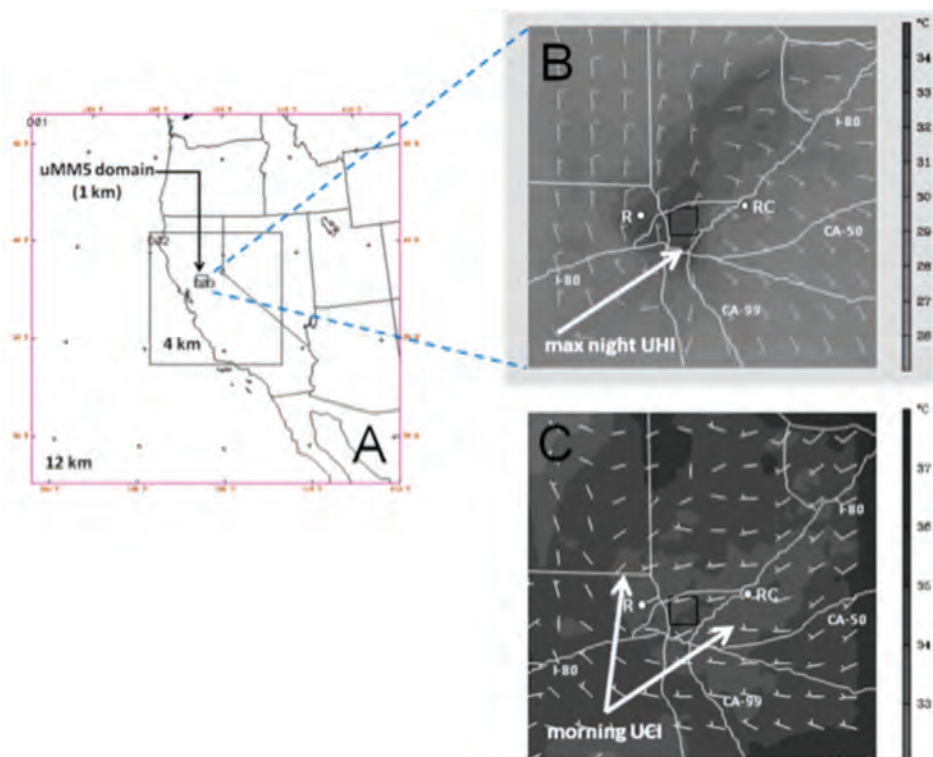 D01
uMM5 domain
(1 km)
4 km
12 km
A
B
°C
34
33
32
31
30
29
28
27
26
I-80
R
RC
CA-50
I-80
CA-99
max night UHI
C
°C
37
36
35
34
33
I-80
R
RC
CA-50
I-80
CA-99
morning UCI